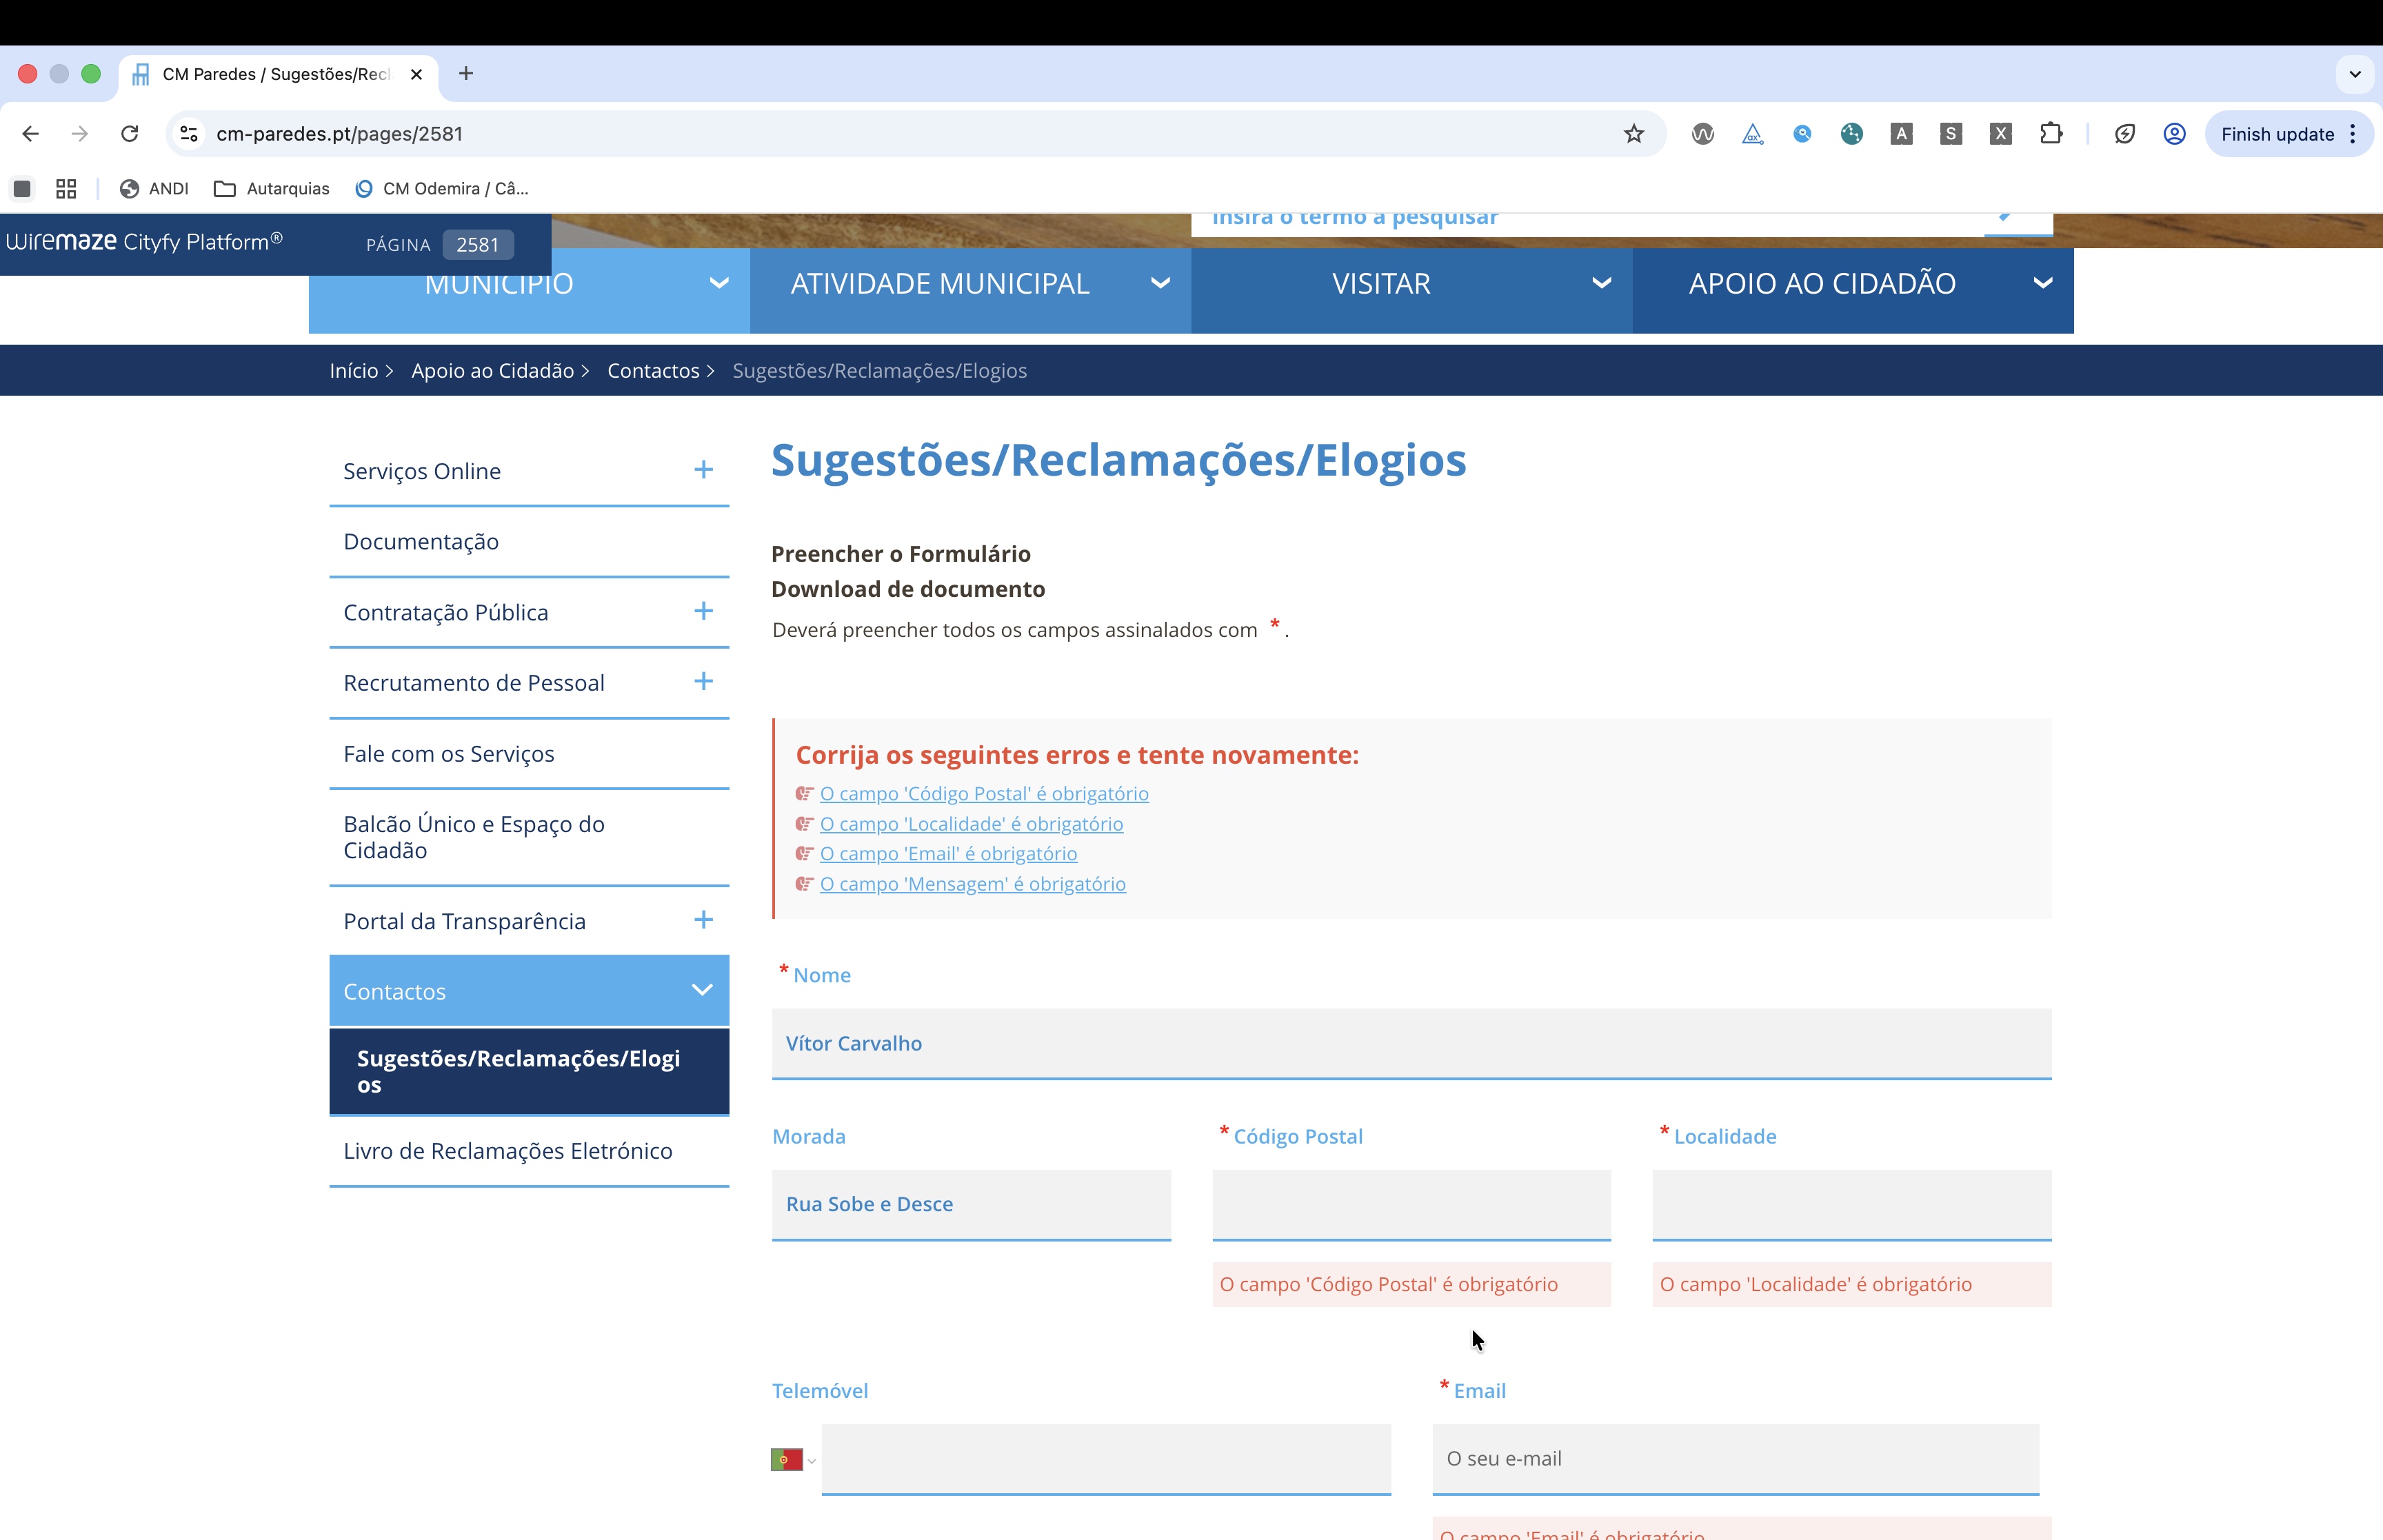 CM Paredes / Sugestões/Recl
cm-paredes.pt/pages/2581
Finish update
ANDI
Autarquias
CM Odemira / Câ...
wiremaze Cityfy Platform®
PÁGINA 2581
Insira o termo a pesquisar
MUNICÍPIO
ATIVIDADE MUNICIPAL
VISITAR
APOIO AO CIDADÃO
Início > Apoio ao Cidadão > Contactos > Sugestões/Reclamações/Elogios
Serviços Online +
Documentação
Contratação Pública +
Recrutamento de Pessoal +
Fale com os Serviços
Balcão Único e Espaço do
Cidadão
Portal da Transparência +
Contactos
Sugestões/Reclamações/Elogi
os
Livro de Reclamações Eletrónico
Sugestões/Reclamações/Elogios
Preencher o Formulário
Download de documento
Deverá preencher todos os campos assinalados com * .
Corrija os seguintes erros e tente novamente:
O campo 'Código Postal' é obrigatório
O campo 'Localidade' é obrigatório
O campo 'Email' é obrigatório
O campo 'Mensagem' é obrigatório
* Nome
Vítor Carvalho
Morada
* Código Postal
* Localidade
Rua Sobe e Desce
O campo 'Código Postal' é obrigatório
O campo 'Localidade' é obrigatório
Telemóvel
* Email
O seu e-mail
O campo 'Email' é obrigatório